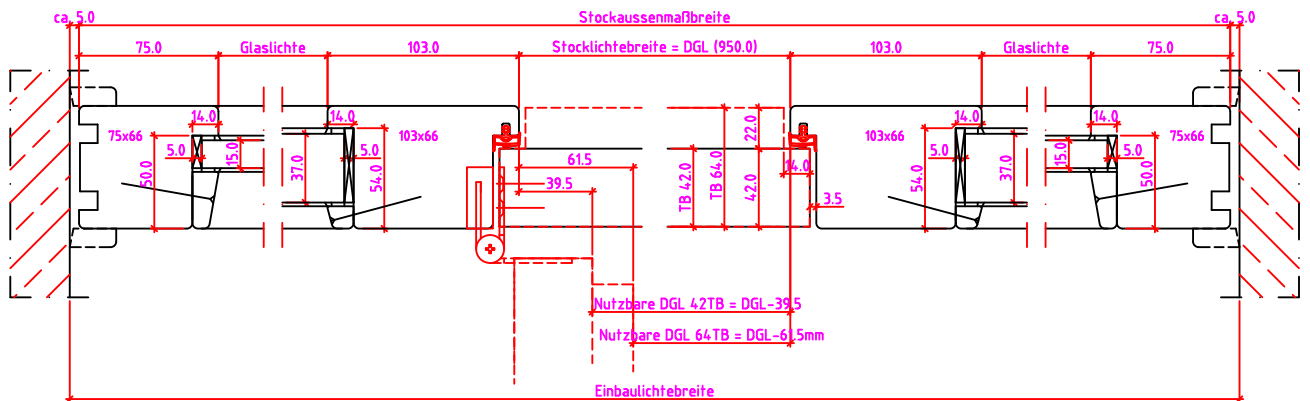 ca. 5.0 Stockaussenmaßbreite ca. 5.0
75.0 Glaslichte 103.0 Stocklichtebreite = DGL (950.0) 103.0 Glaslichte 75.0
14.0 14.0 14.0 14.0
75x66 103x66 22.0 103x66 75x66
5.0 15.0 5.0 61.5 TB 64.0 14.0 5.0 15.0 5.0
50.0 37.0 54.0 39.5 TB 42.0 42.0 3.5 54.0 37.0 50.0
Nutzbare DGL 42TB = DGL-39.5
Nutzbare DGL 64TB = DGL-61.5mm
Einbaulichtebreite